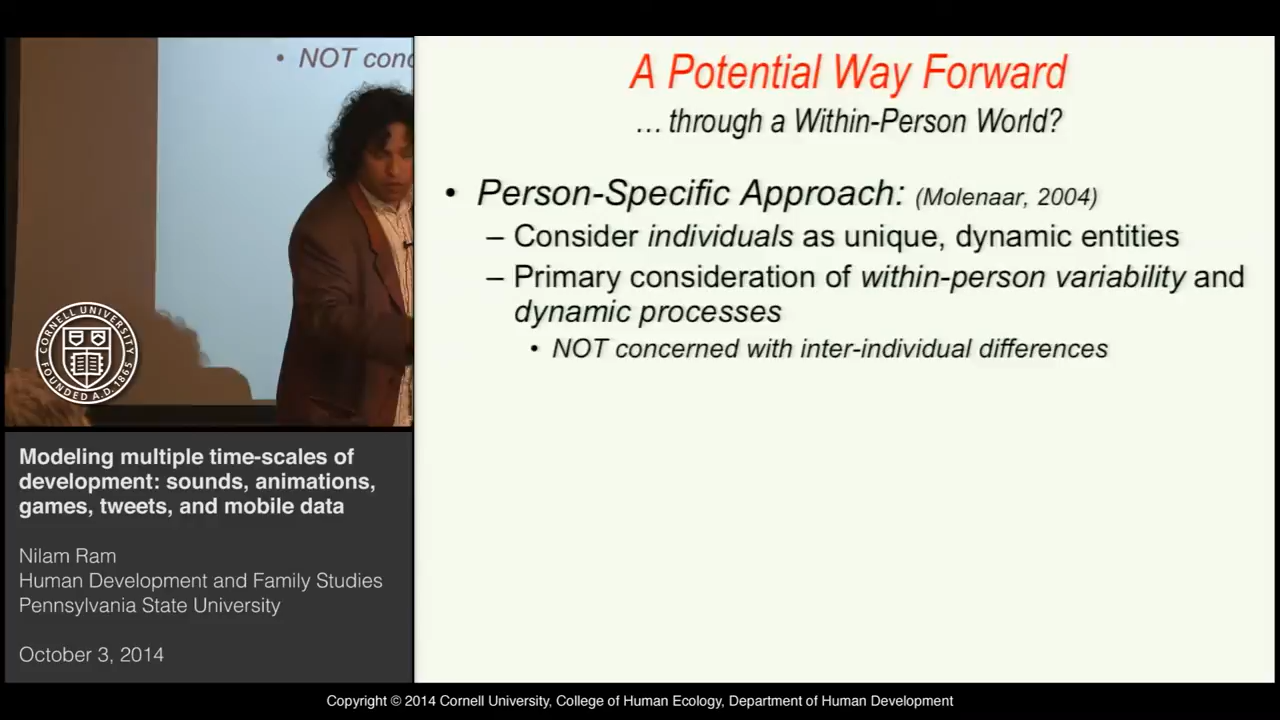 • NOT conc
CORNELL UNIVERSITY
FOUNDED A.D. 1865
Modeling multiple time-scales of
development: sounds, animations,
games, tweets, and mobile data
Nilam Ram
Human Development and Family Studies
Pennsylvania State University
October 3, 2014
A Potential Way Forward
… through a Within-Person World?
• Person-Specific Approach: (Molenaar, 2004)
– Consider individuals as unique, dynamic entities
– Primary consideration of within-person variability and
dynamic processes
• NOT concerned with inter-individual differences
Copyright © 2014 Cornell University, College of Human Ecology, Department of Human Development